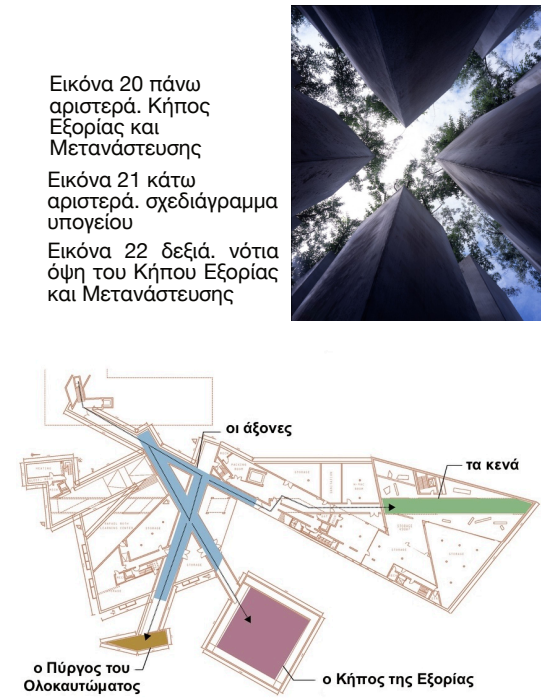 Εικόνα 20 πάνω
αριστερά. Κήπος
Εξορίας και
Μετανάστευσης
Εικόνα 21 κάτω
αριστερά. σχεδιάγραμμα
υπογείου
Εικόνα 22 δεξιά. νότια
όψη του Κήπου Εξορίας
και Μετανάστευσης
οι άξονες
τα κενά
ο Πύργος του
Ολοκαυτώματος
ο Κήπος της Εξορίας